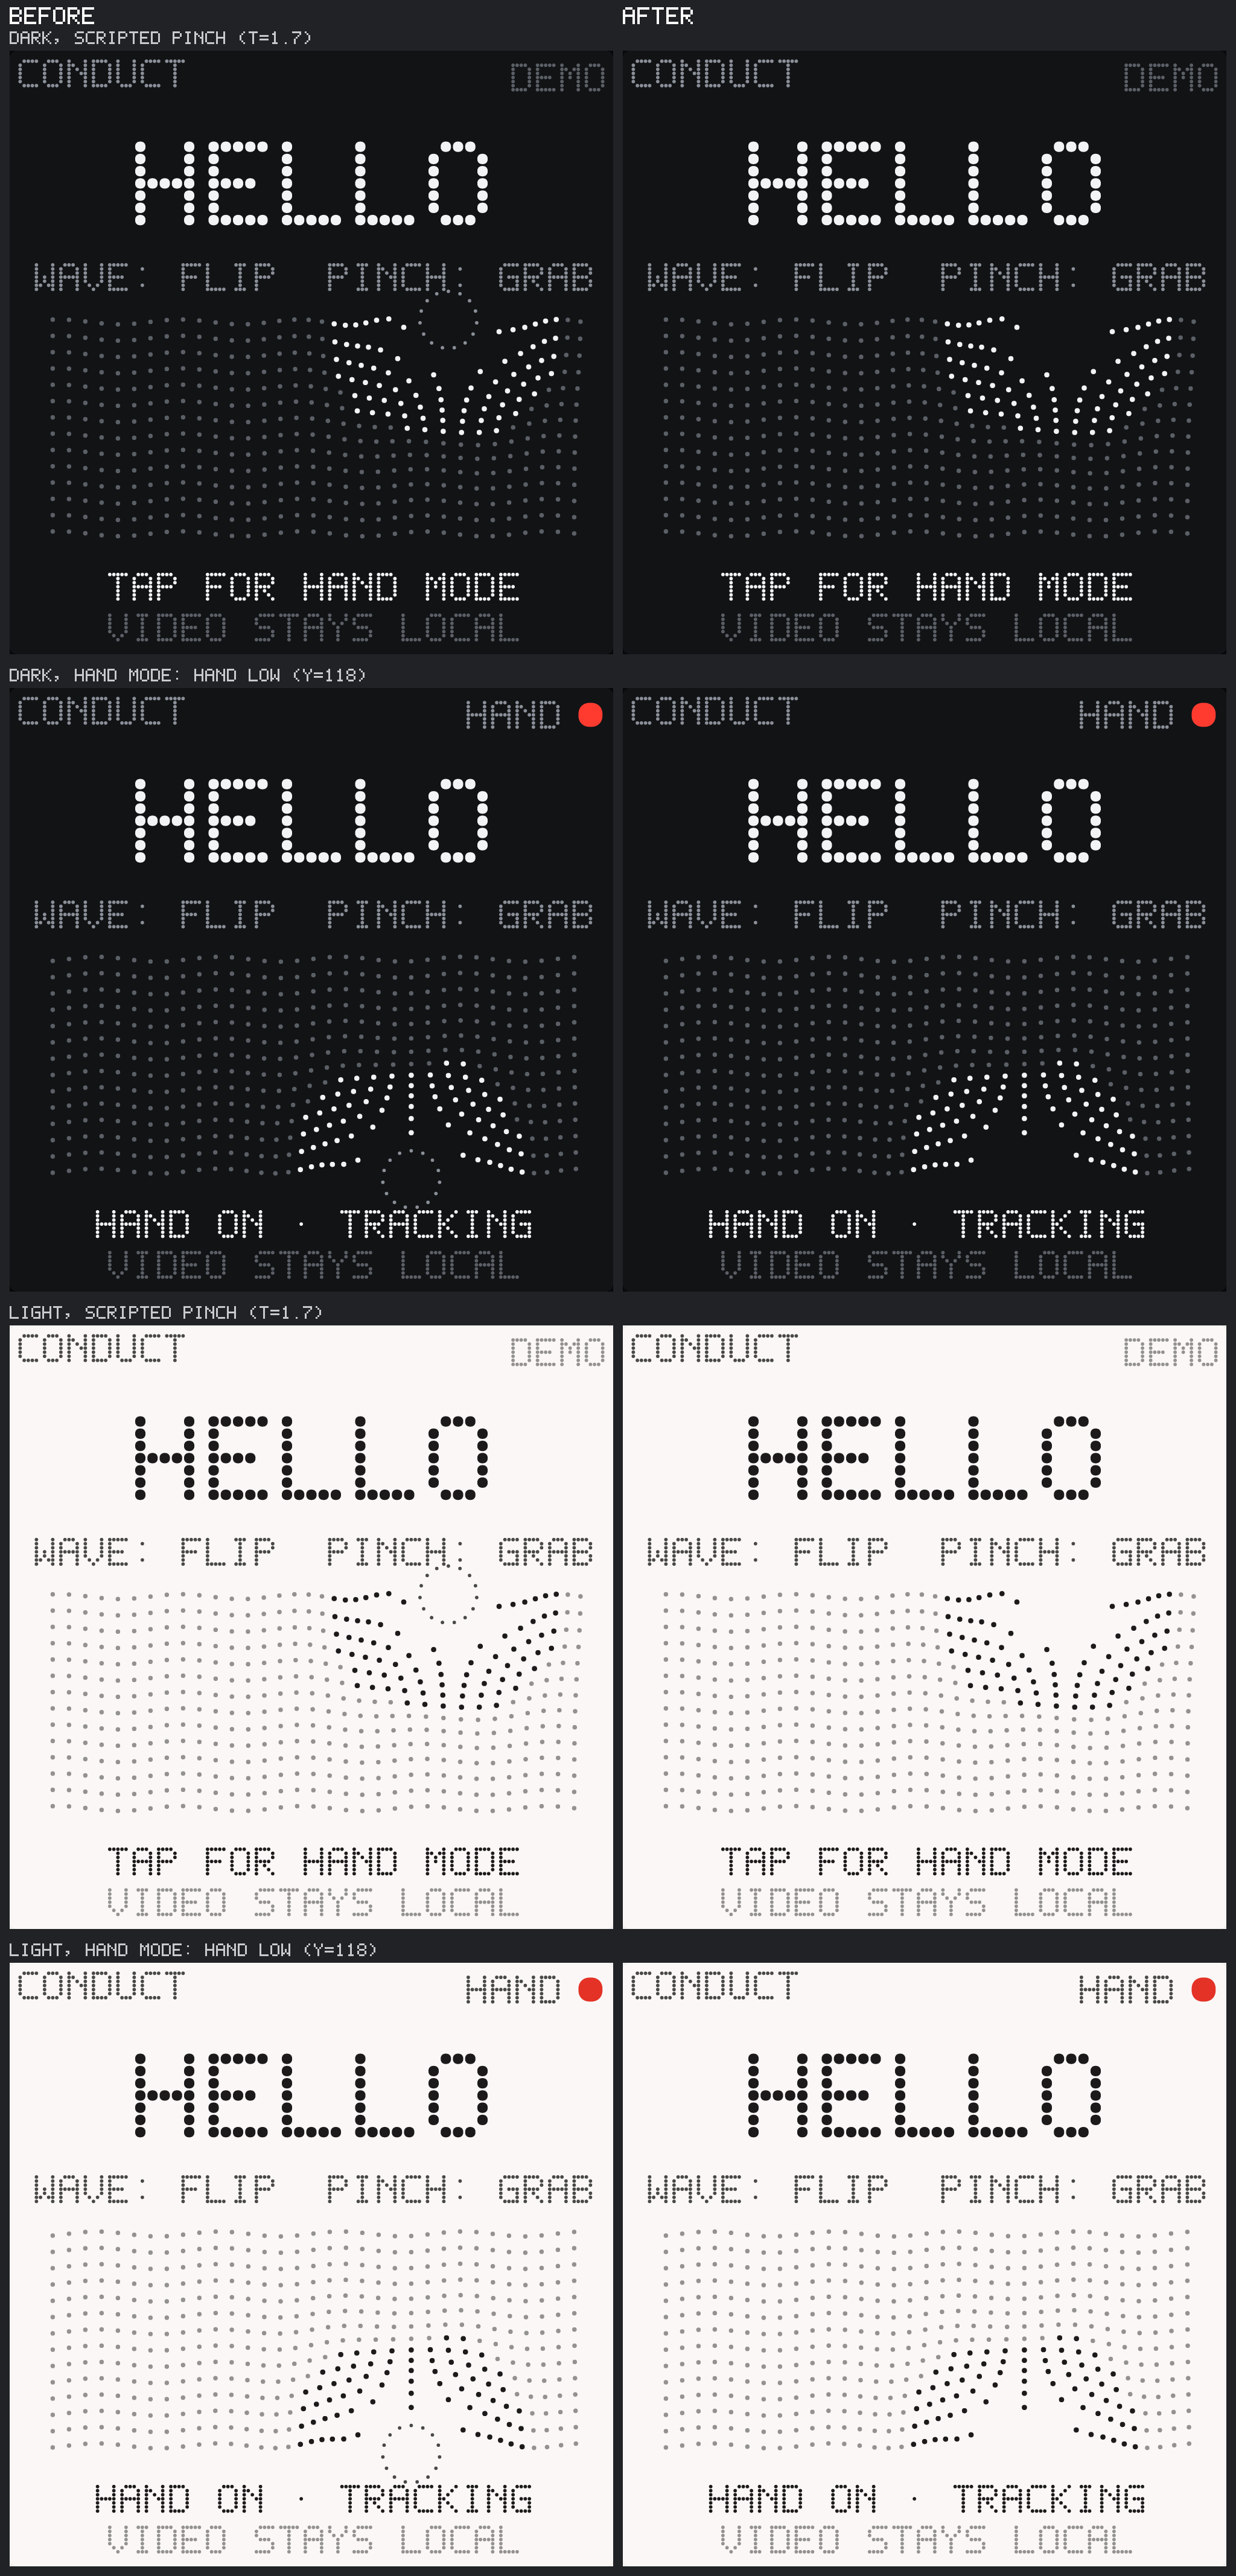 BEFORE AFTER
DARK, SCRIPTED PINCH (T=1.7)
CONDUCT DEMO CONDUCT DEMO
HELLO HELLO
WAVE: FLIP PINCH: GRAB WAVE: FLIP PINCH: GRAB
TAP FOR HAND MODE TAP FOR HAND MODE
VIDEO STAYS LOCAL VIDEO STAYS LOCAL
DARK, HAND MODE: HAND LOW (Y=118)
CONDUCT HAND CONDUCT HAND
HELLO HELLO
WAVE: FLIP PINCH: GRAB WAVE: FLIP PINCH: GRAB
HAND ON · TRACKING HAND ON · TRACKING
VIDEO STAYS LOCAL VIDEO STAYS LOCAL
LIGHT, SCRIPTED PINCH (T=1.7)
CONDUCT DEMO CONDUCT DEMO
HELLO HELLO
WAVE: FLIP PINCH: GRAB WAVE: FLIP PINCH: GRAB
TAP FOR HAND MODE TAP FOR HAND MODE
VIDEO STAYS LOCAL VIDEO STAYS LOCAL
LIGHT, HAND MODE: HAND LOW (Y=118)
CONDUCT HAND CONDUCT HAND
HELLO HELLO
WAVE: FLIP PINCH: GRAB WAVE: FLIP PINCH: GRAB
HAND ON · TRACKING HAND ON · TRACKING
VIDEO STAYS LOCAL VIDEO STAYS LOCAL